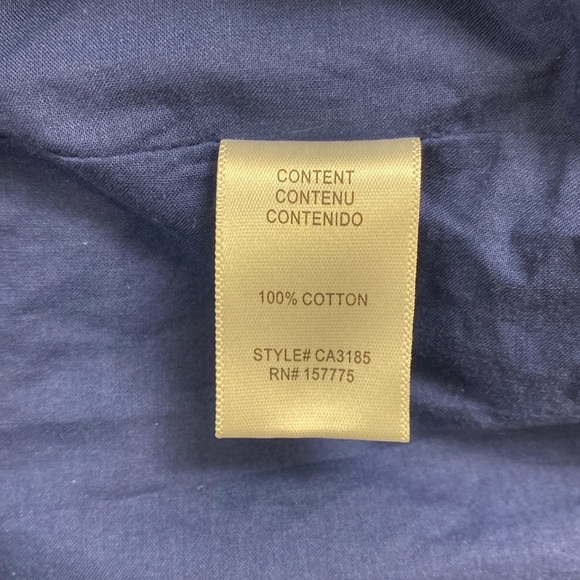 CONTENT
CONTENU
CONTENIDO
100% COTTON
STYLE# CA3185
RN# 157775